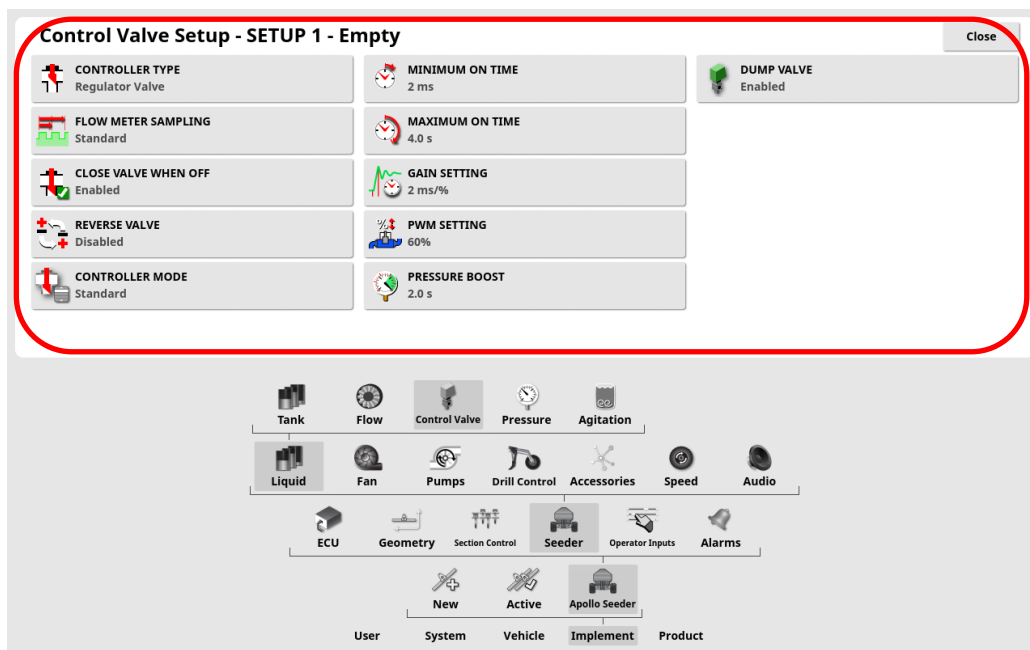 Control Valve Setup - SETUP 1 - Empty
Close
CONTROLLER TYPE
Regulator Valve
FLOW METER SAMPLING
Standard
CLOSE VALVE WHEN OFF
Enabled
REVERSE VALVE
Disabled
CONTROLLER MODE
Standard
MINIMUM ON TIME
2 ms
MAXIMUM ON TIME
4.0 s
GAIN SETTING
2 ms/%
PWM SETTING
60%
PRESSURE BOOST
2.0 s
DUMP VALVE
Enabled
Tank Flow Control Valve Pressure Agitation
Liquid Fan Pumps Drill Control Accessories Speed Audio
ECU Geometry Section Control Seeder Operator Inputs Alarms
New Active Apollo Seeder
User System Vehicle Implement Product